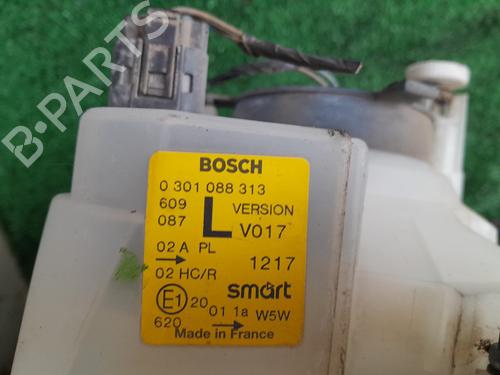 BOSCH
0 301 088 313
609 L VERSION
087 V017
02 A PL
→ 1217
02 HC/R
E1 20 smart
01 1a W5W
620 →
Made in France
B-PARTS